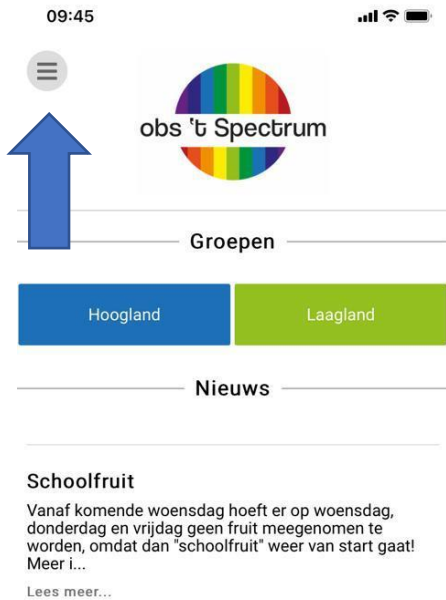 09:45
obs 't Spectrum
Groepen
Hoogland
Laagland
Nieuws
Schoolfruit
Vanaf komende woensdag hoeft er op woensdag,
donderdag en vrijdag geen fruit meegenomen te
worden, omdat dan "schoolfruit" weer van start gaat!
Meer i...
Lees meer...